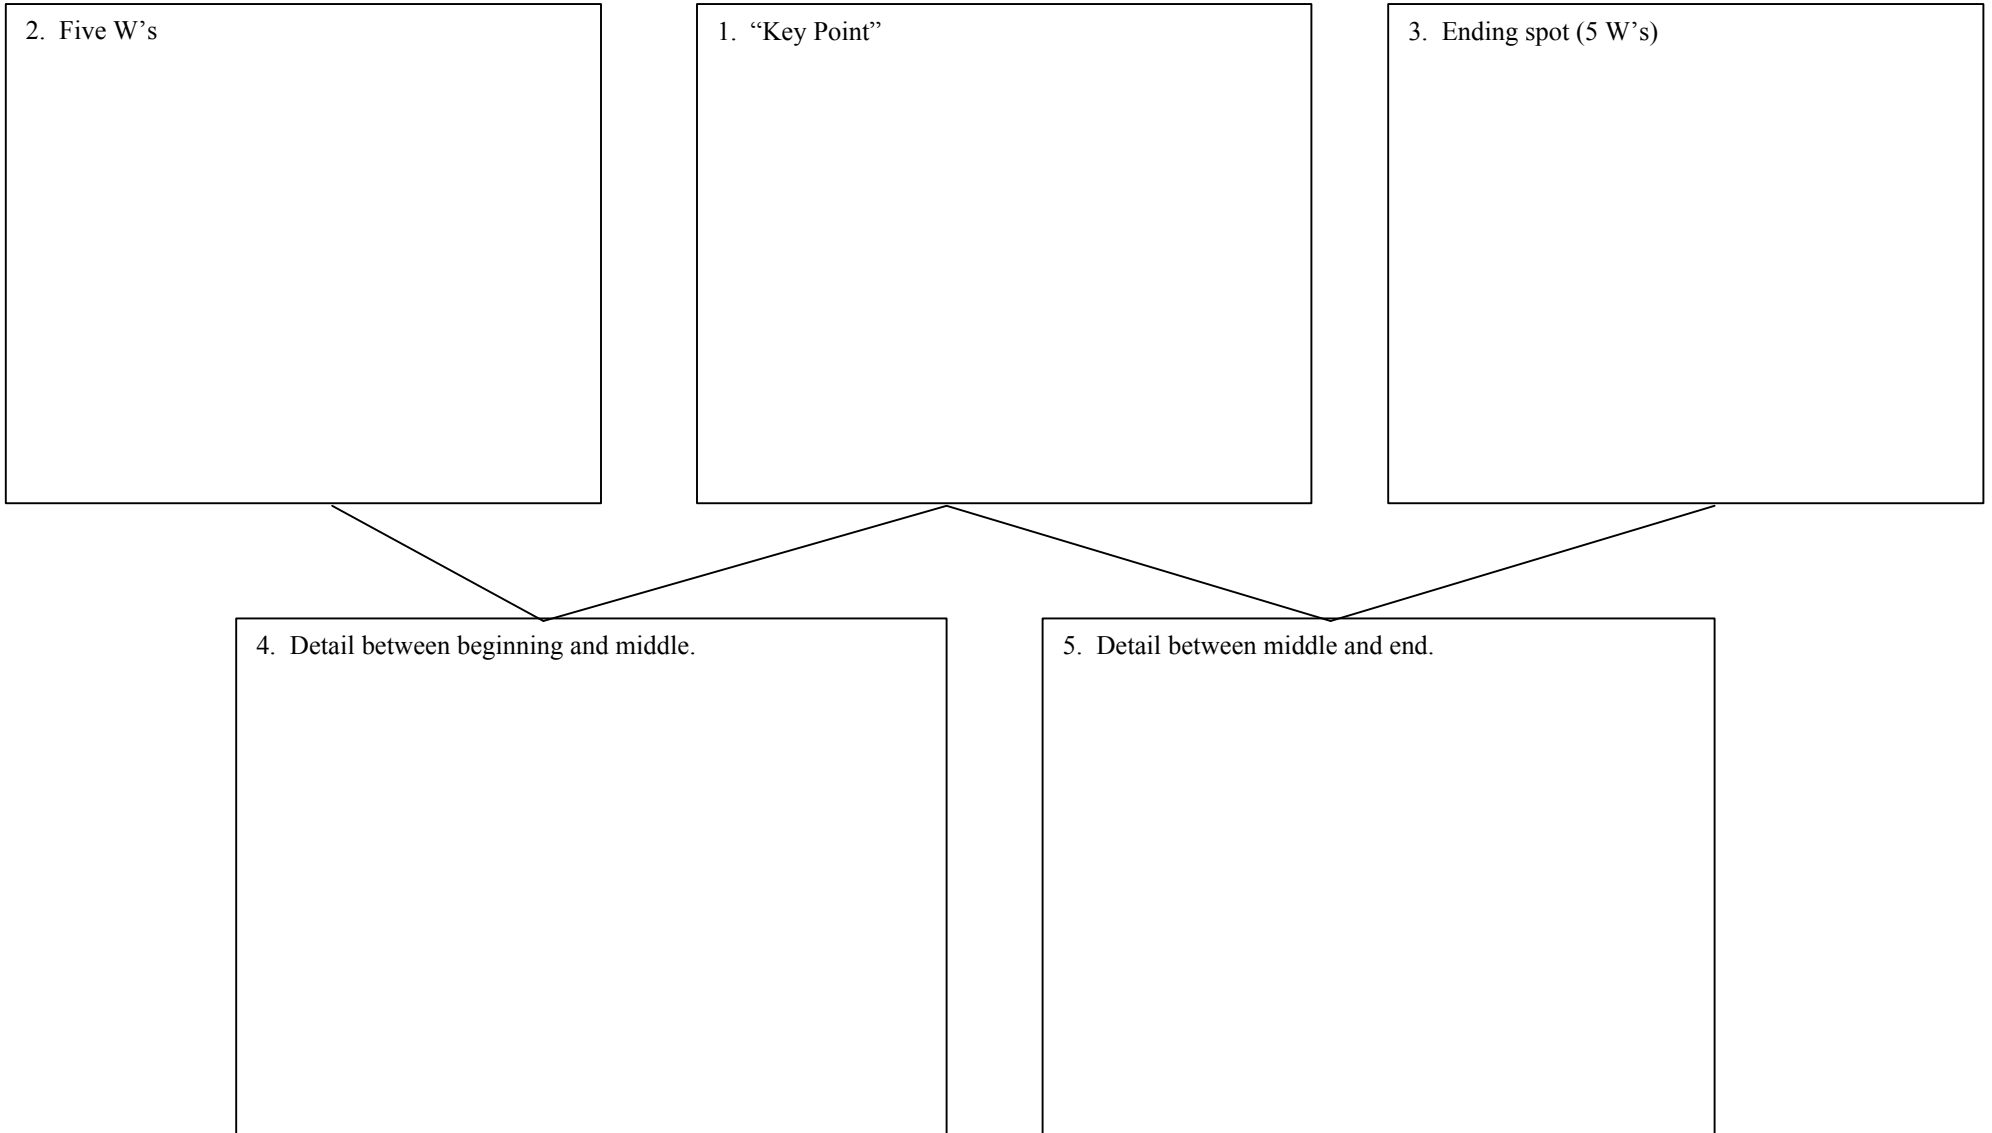 2.  Five W’s
1.  “Key Point”
3.  Ending spot (5 W’s)
4.  Detail between beginning and middle.
5.  Detail between middle and end.